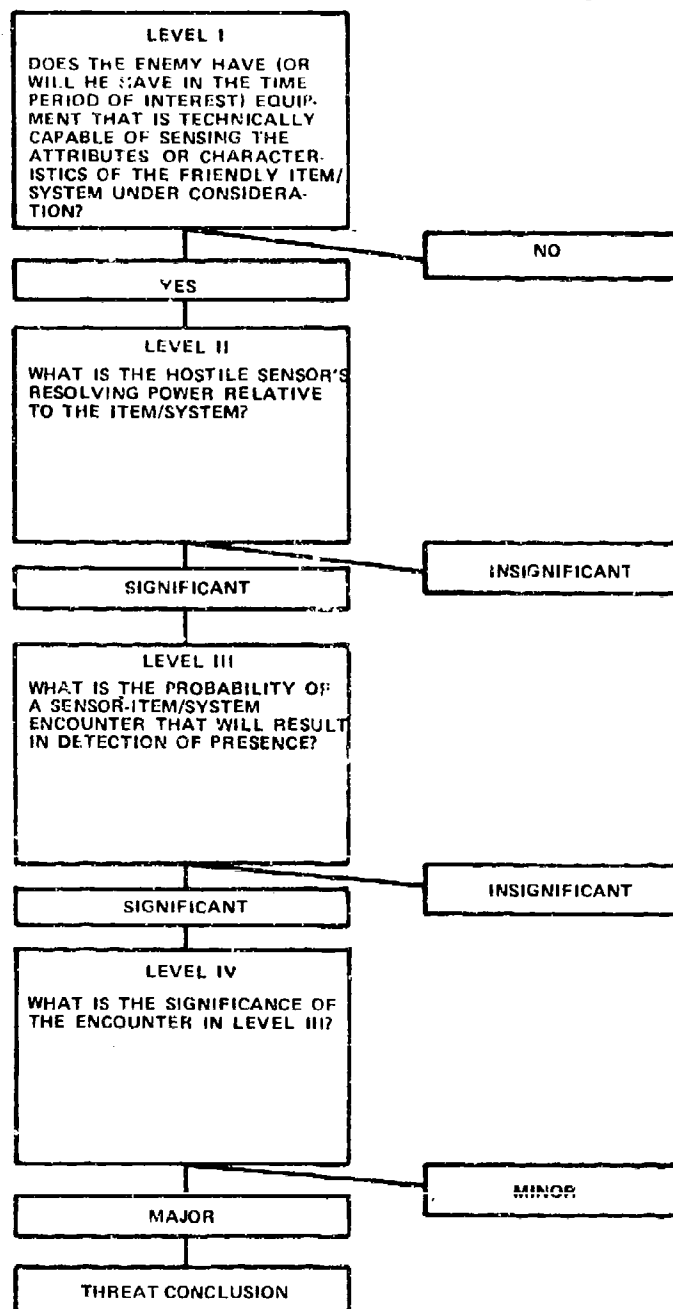 LEVEL I
DOES THE ENEMY HAVE (OR
WILL HE HAVE IN THE TIME
PERIOD OF INTEREST) EQUIP-
MENT THAT IS TECHNICALLY
CAPABLE OF SENSING THE
ATTRIBUTES OR CHARACTER-
ISTICS OF THE FRIENDLY ITEM/
SYSTEM UNDER CONSIDERA-
TION?
NO
YES
LEVEL II
WHAT IS THE HOSTILE SENSOR'S
RESOLVING POWER RELATIVE
TO THE ITEM/SYSTEM?
INSIGNIFICANT
SIGNIFICANT
LEVEL III
WHAT IS THE PROBABILITY OF
A SENSOR-ITEM/SYSTEM
ENCOUNTER THAT WILL RESULT
IN DETECTION OF PRESENCE?
INSIGNIFICANT
SIGNIFICANT
LEVEL IV
WHAT IS THE SIGNIFICANCE OF
THE ENCOUNTER IN LEVEL III?
MINOR
MAJOR
THREAT CONCLUSION